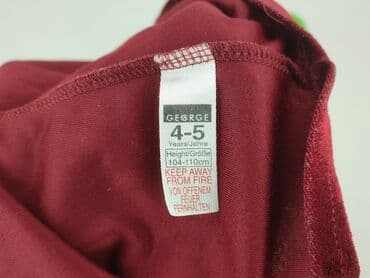 GEORGE
4-5
Years/Jahre
Height/Größe
104-110cm
KEEP AWAY
FROM FIRE
VON OFFENEM
FEUER
FERNHALTEN